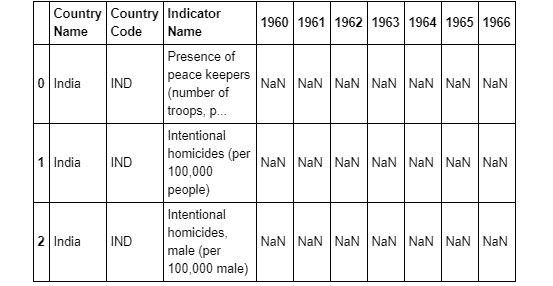 Country Name Country Code Indicator Name 1960 1961 1962 1963 1964 1965 1966
0 India IND Presence of peace keepers (number of troops, p... NaN NaN NaN NaN NaN NaN NaN
1 India IND Intentional homicides (per 100,000 people) NaN NaN NaN NaN NaN NaN NaN
2 India IND Intentional homicides, male (per 100,000 male) NaN NaN NaN NaN NaN NaN NaN